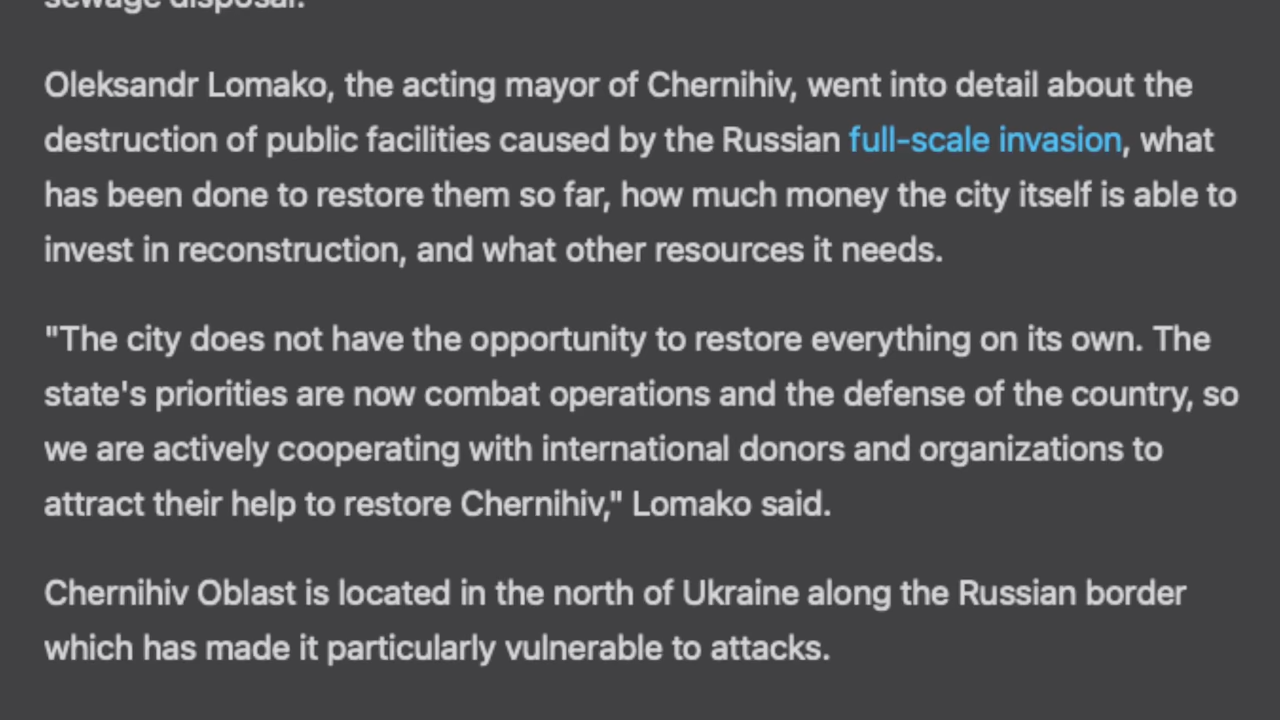 sewage disposal.
Oleksandr Lomako, the acting mayor of Chernihiv, went into detail about the
destruction of public facilities caused by the Russian full-scale invasion, what
has been done to restore them so far, how much money the city itself is able to
invest in reconstruction, and what other resources it needs.
"The city does not have the opportunity to restore everything on its own. The
state's priorities are now combat operations and the defense of the country, so
we are actively cooperating with international donors and organizations to
attract their help to restore Chernihiv," Lomako said.
Chernihiv Oblast is located in the north of Ukraine along the Russian border
which has made it particularly vulnerable to attacks.